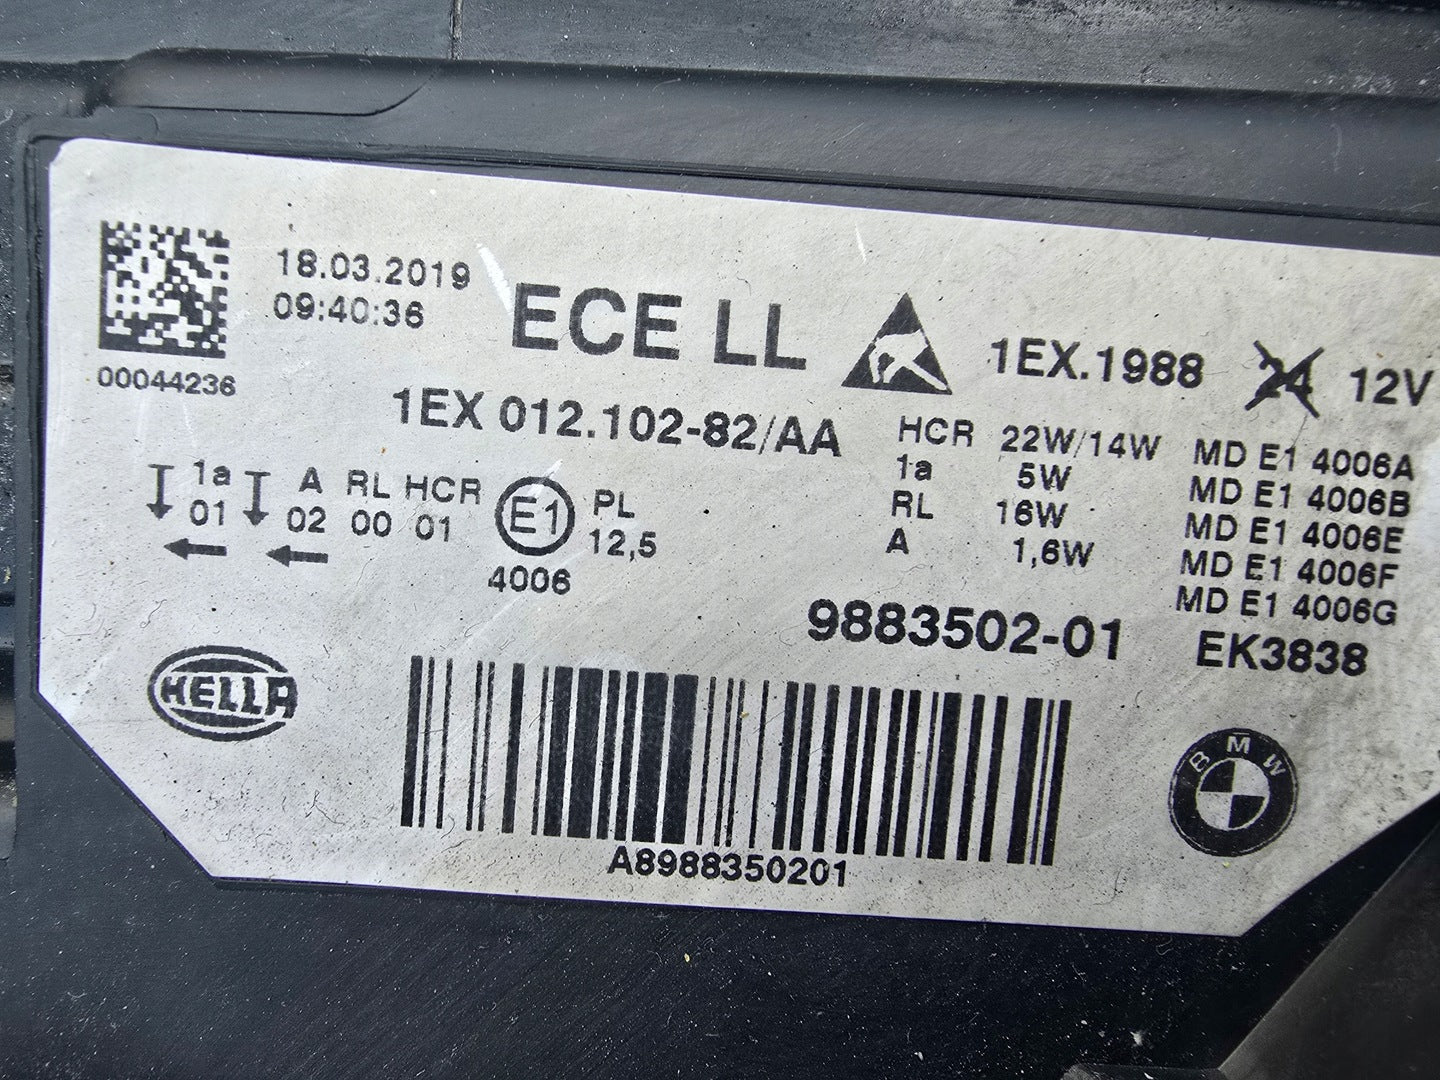 18.03.2019
09:40:36
00044236
ECE LL
1EX.1988 24 12V
1EX 012.102-82/AA
HCR 22W/14W MD E1 4006A
1a 5W MD E1 4006B
RL 16W MD E1 4006E
A 1,6W MD E1 4006F
MD E1 4006G
1a A RL HCR E1 PL
01 02 00 01 12,5
4006
9883502-01 EK3838
HELLA
A8988350201
BMW